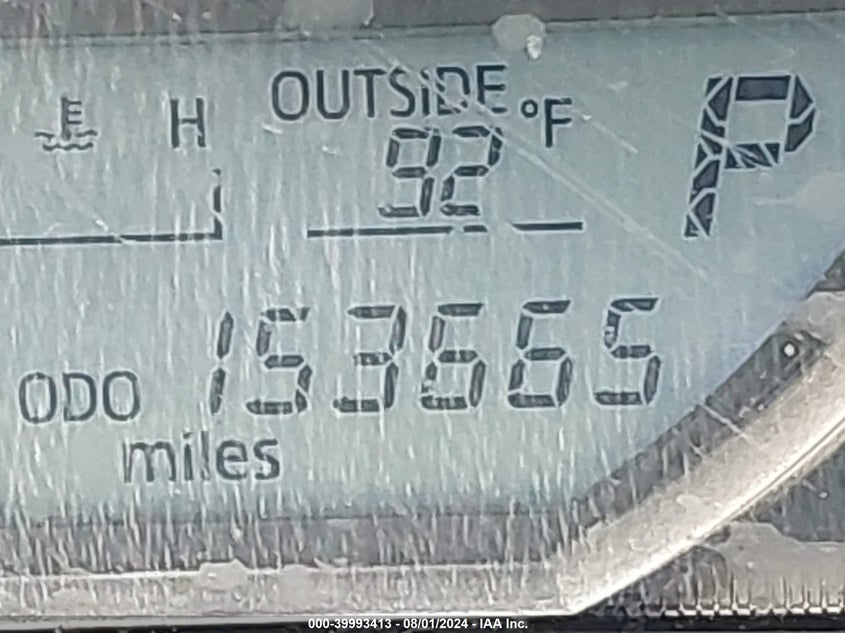 OUTSIDE °F
H 92 P
ODO 153665
miles
000-39993413 - 08/01/2024 - IAA Inc.